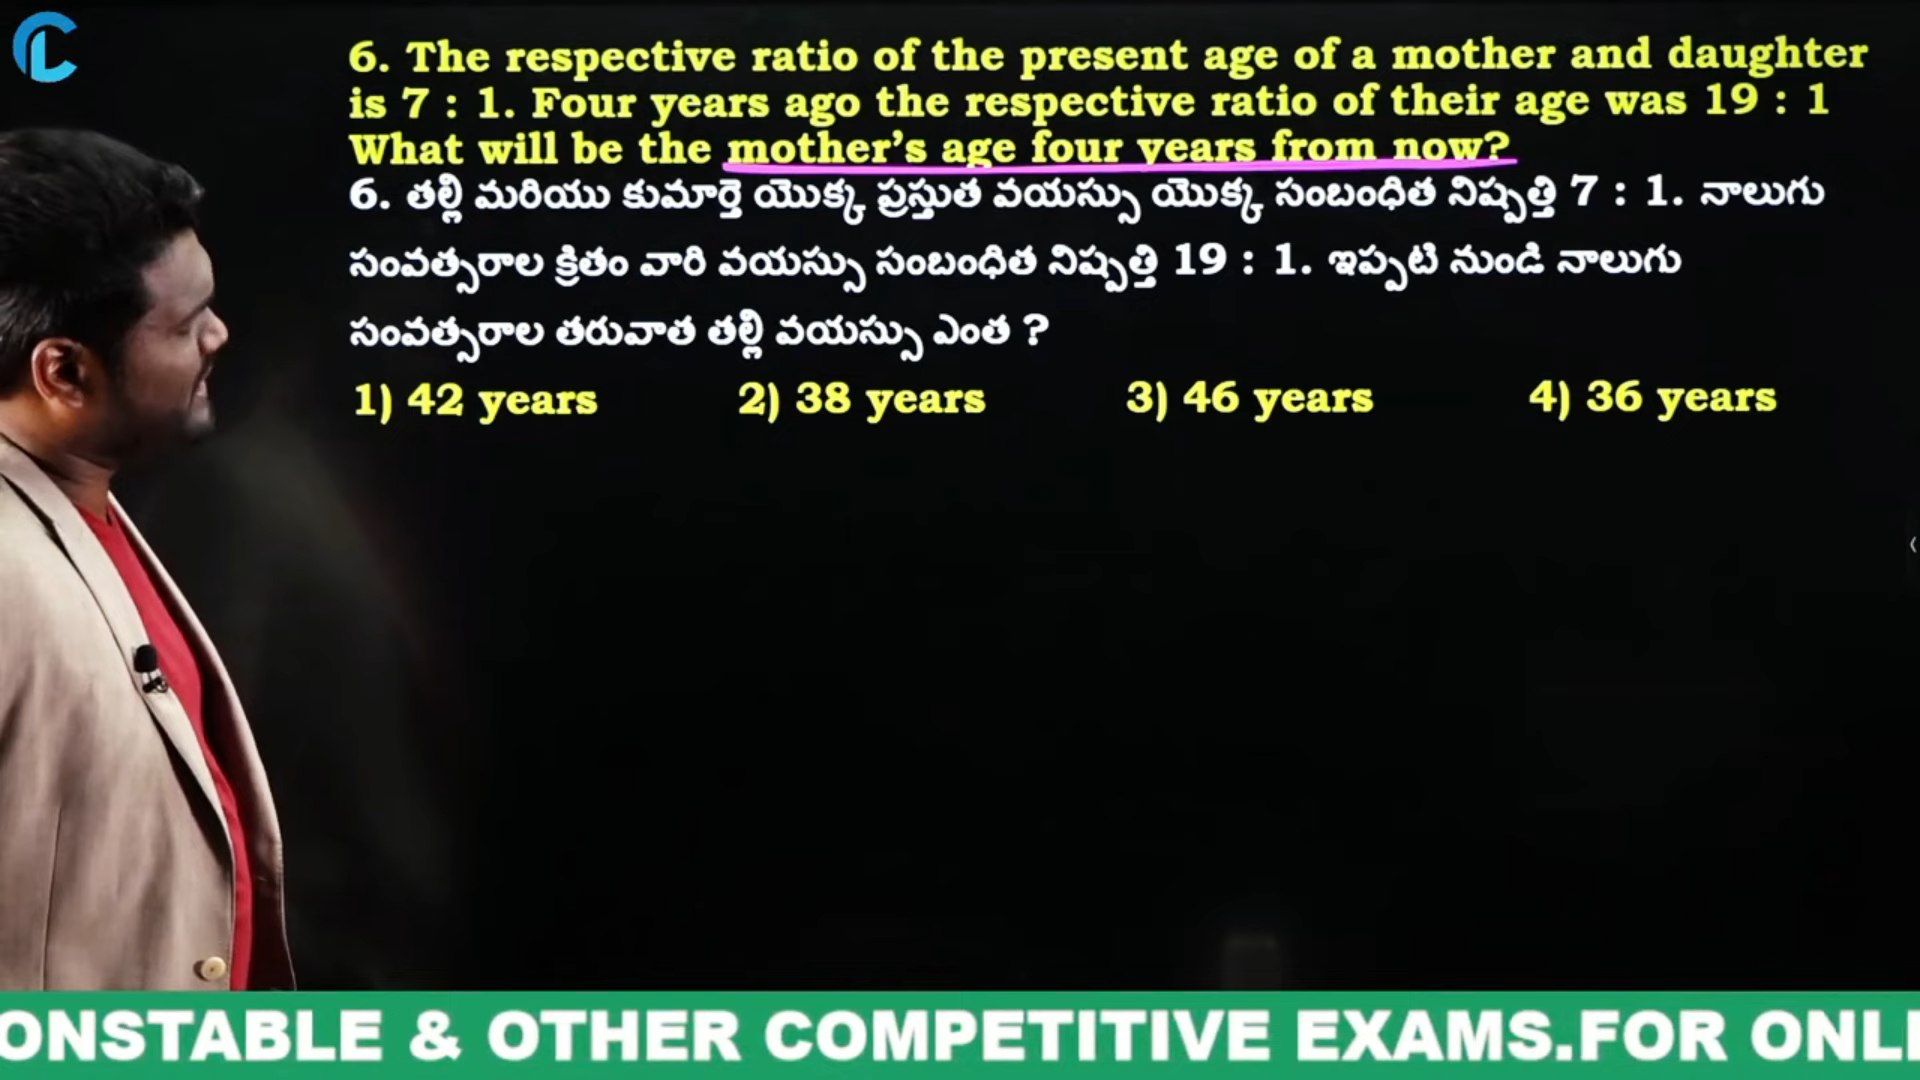 6. The respective ratio of the present age of a mother and daughter
is 7 : 1. Four years ago the respective ratio of their age was 19 : 1
What will be the mother's age four years from now?
6. తల్లి మరియు కుమార్తె యొక్క ప్రస్తుత వయస్సు యొక్క సంబంధిత నిష్పత్తి 7 : 1. నాలుగు
సంవత్సరాల క్రితం వారి వయస్సు సంబంధిత నిష్పత్తి 19 : 1. ఇప్పటి నుండి నాలుగు
సంవత్సరాల తరువాత తల్లి వయస్సు ఎంత ?
1) 42 years 2) 38 years 3) 46 years 4) 36 years
ONSTABLE & OTHER COMPETITIVE EXAMS.FOR ONLI